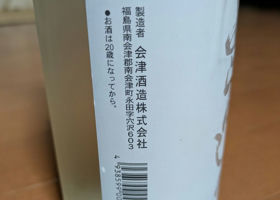 製造者 会津酒造株式会社
福島県南会津郡南会津町永田字穴沢603
●お酒は20歳になってから。